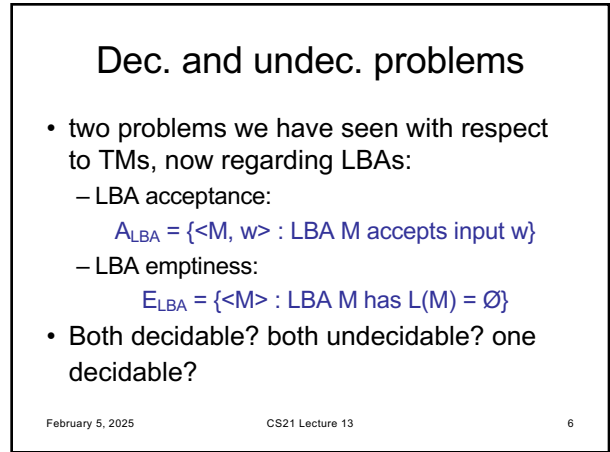 Dec. and undec. problems
• two problems we have seen with respect
to TMs, now regarding LBAs:
– LBA acceptance:
A_LBA = {<M, w> : LBA M accepts input w}
– LBA emptiness:
E_LBA = {<M> : LBA M has L(M) = Ø}
• Both decidable? both undecidable? one
decidable?
February 5, 2025 CS21 Lecture 13 6